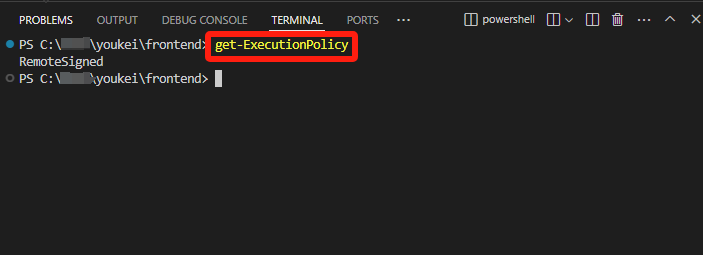 PROBLEMS OUTPUT DEBUG CONSOLE TERMINAL PORTS ... powershell
PS C:\ \youkei\frontend> get-ExecutionPolicy
RemoteSigned
PS C:\ \youkei\frontend>